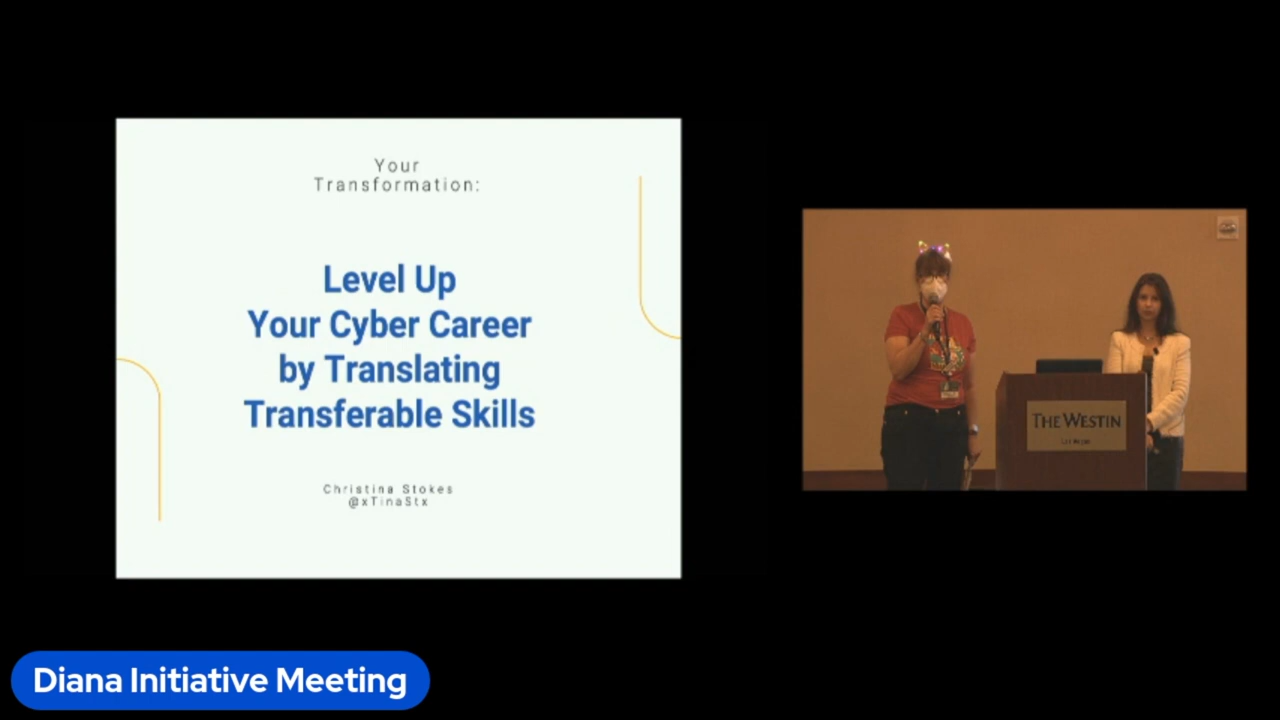 Your
Transformation:
Level Up
Your Cyber Career
by Translating
Transferable Skills
Christina Stokes
@xTinaStx
THE WESTIN
Diana Initiative Meeting